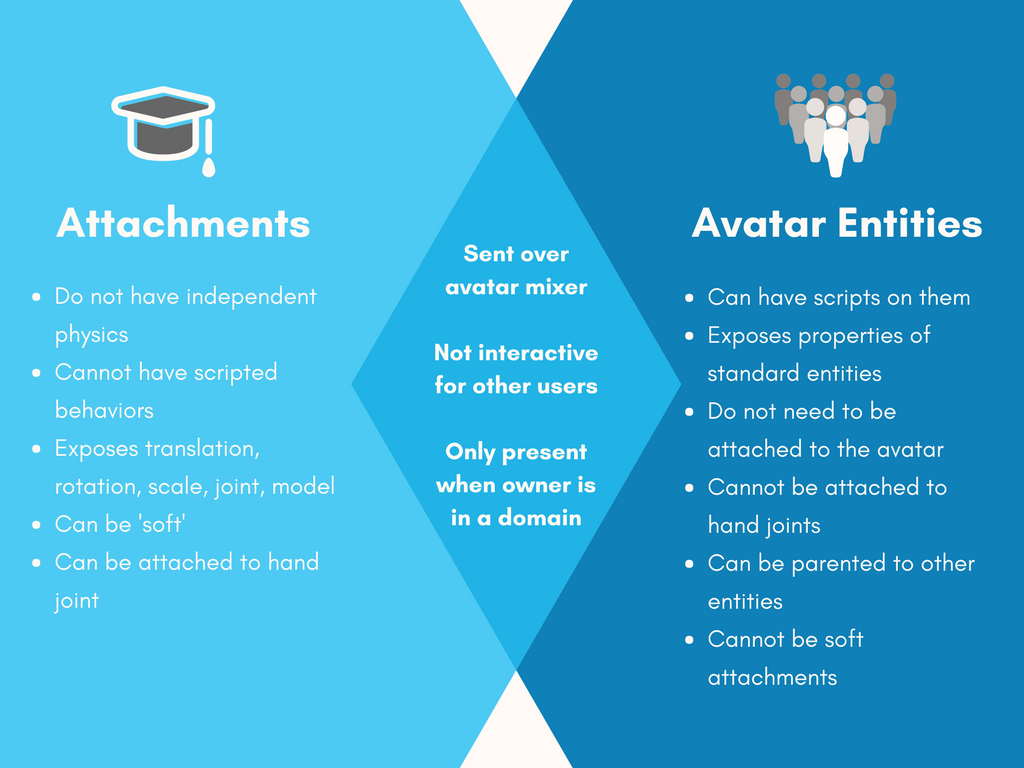 Attachments
• Do not have independent
physics
• Cannot have scripted
behaviors
• Exposes translation,
rotation, scale, joint, model
• Can be 'soft'
• Can be attached to hand
joint
Sent over
avatar mixer
Not interactive
for other users
Only present
when owner is
in a domain
Avatar Entities
• Can have scripts on them
• Exposes properties of
standard entities
• Do not need to be
attached to the avatar
• Cannot be attached to
hand joints
• Can be parented to other
entities
• Cannot be soft
attachments